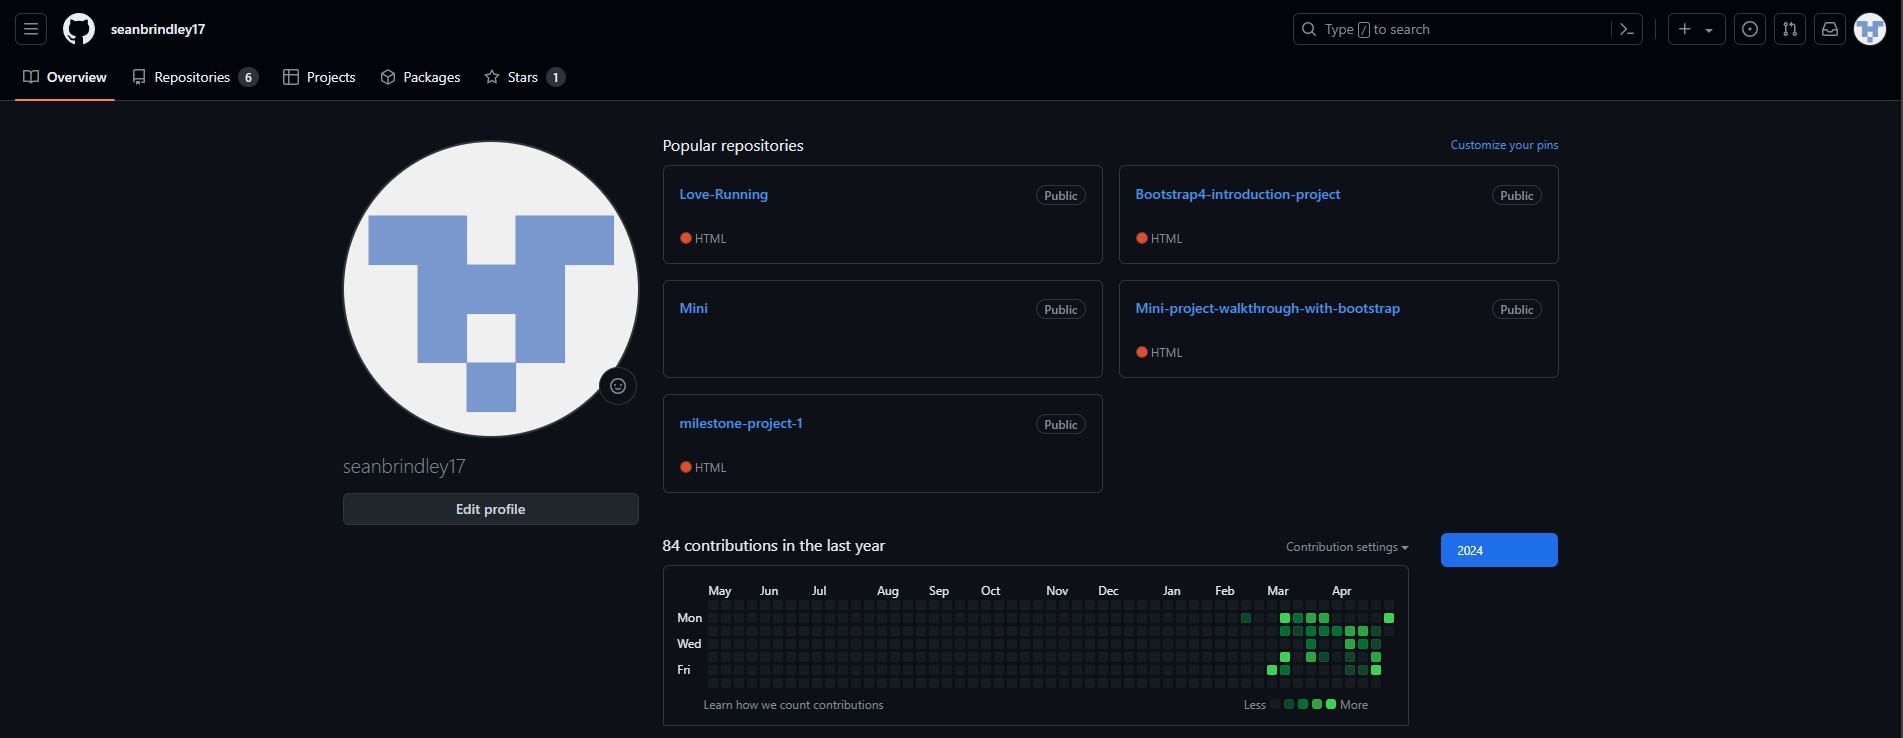 seanbrindley17
Type / to search
Overview
Repositories 6
Projects
Packages
Stars 1
Popular repositories
Customize your pins
Love-Running Public
HTML
Bootstrap4-introduction-project Public
HTML
Mini Public
Mini-project-walkthrough-with-bootstrap Public
HTML
milestone-project-1 Public
HTML
seanbrindley17
Edit profile
84 contributions in the last year
Contribution settings
2024
May Jun Jul Aug Sep Oct Nov Dec Jan Feb Mar Apr
Mon
Wed
Fri
Learn how we count contributions
Less More